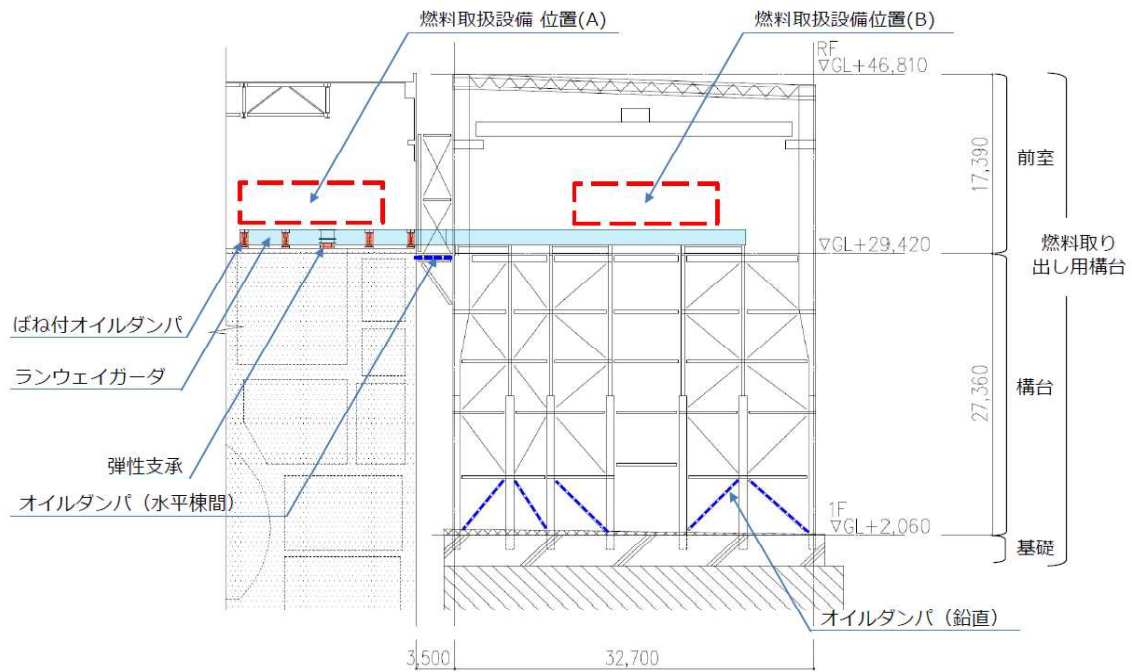 燃料取扱設備 位置(A)
燃料取扱設備位置(B)
RF
▽GL+46,810
17,390
前室
▽GL+29,420
燃料取り
出し用構台
ばね付オイルダンパ
ランウェイガーダ
27,360
構台
弾性支承
オイルダンパ（水平棟間）
1F
▽GL+2,060
基礎
オイルダンパ（鉛直）
3,500
32,700